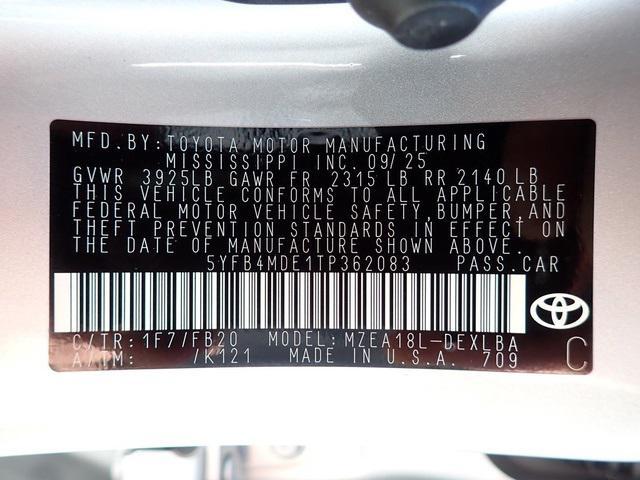 MFD. BY: TOYOTA MOTOR MANUFACTURING
MISSISSIPPI INC. 09/25
GVWR 3925LB GAWR FR 2315 LB RR 2140 LB
THIS VEHICLE CONFORMS TO ALL APPLICABLE
FEDERAL MOTOR VEHICLE SAFETY, BUMPER, AND
THEFT PREVENTION STANDARDS IN EFFECT ON
THE DATE OF MANUFACTURE SHOWN ABOVE.
5YFB4MDE1TP362083 PASS. CAR
C/TR: 1F7/FB20 MODEL: MZEA18L-DEXLBA
A/TM: /K121 MADE IN U.S.A. 709
C